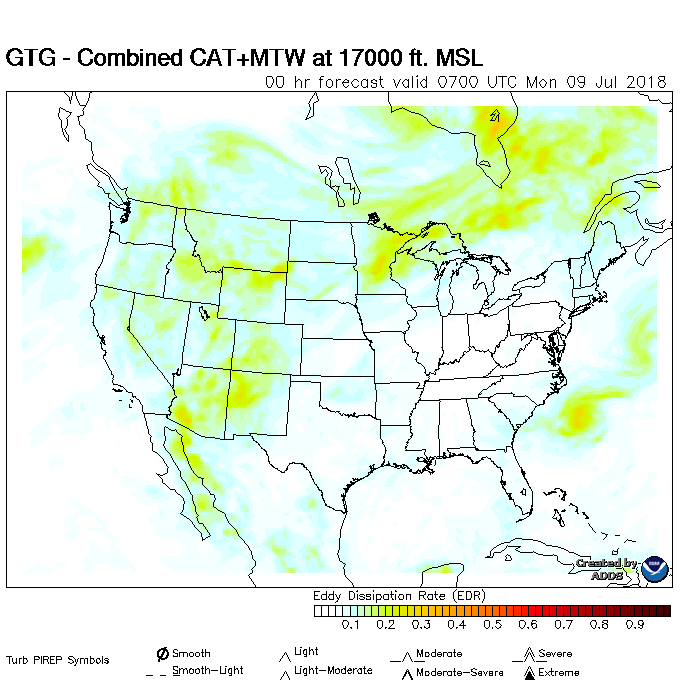 GTG - Combined CAT+MTW at 17000 ft. MSL
00 hr forecast valid 0700 UTC Mon 09 Jul 2018
Created by
ADDS
Eddy Dissipation Rate (EDR)
0.1 0.2 0.3 0.4 0.5 0.6 0.7 0.8 0.9
Turb PIREP Symbols
Smooth Light Moderate Severe
Smooth-Light Light-Moderate Moderate-Severe Extreme